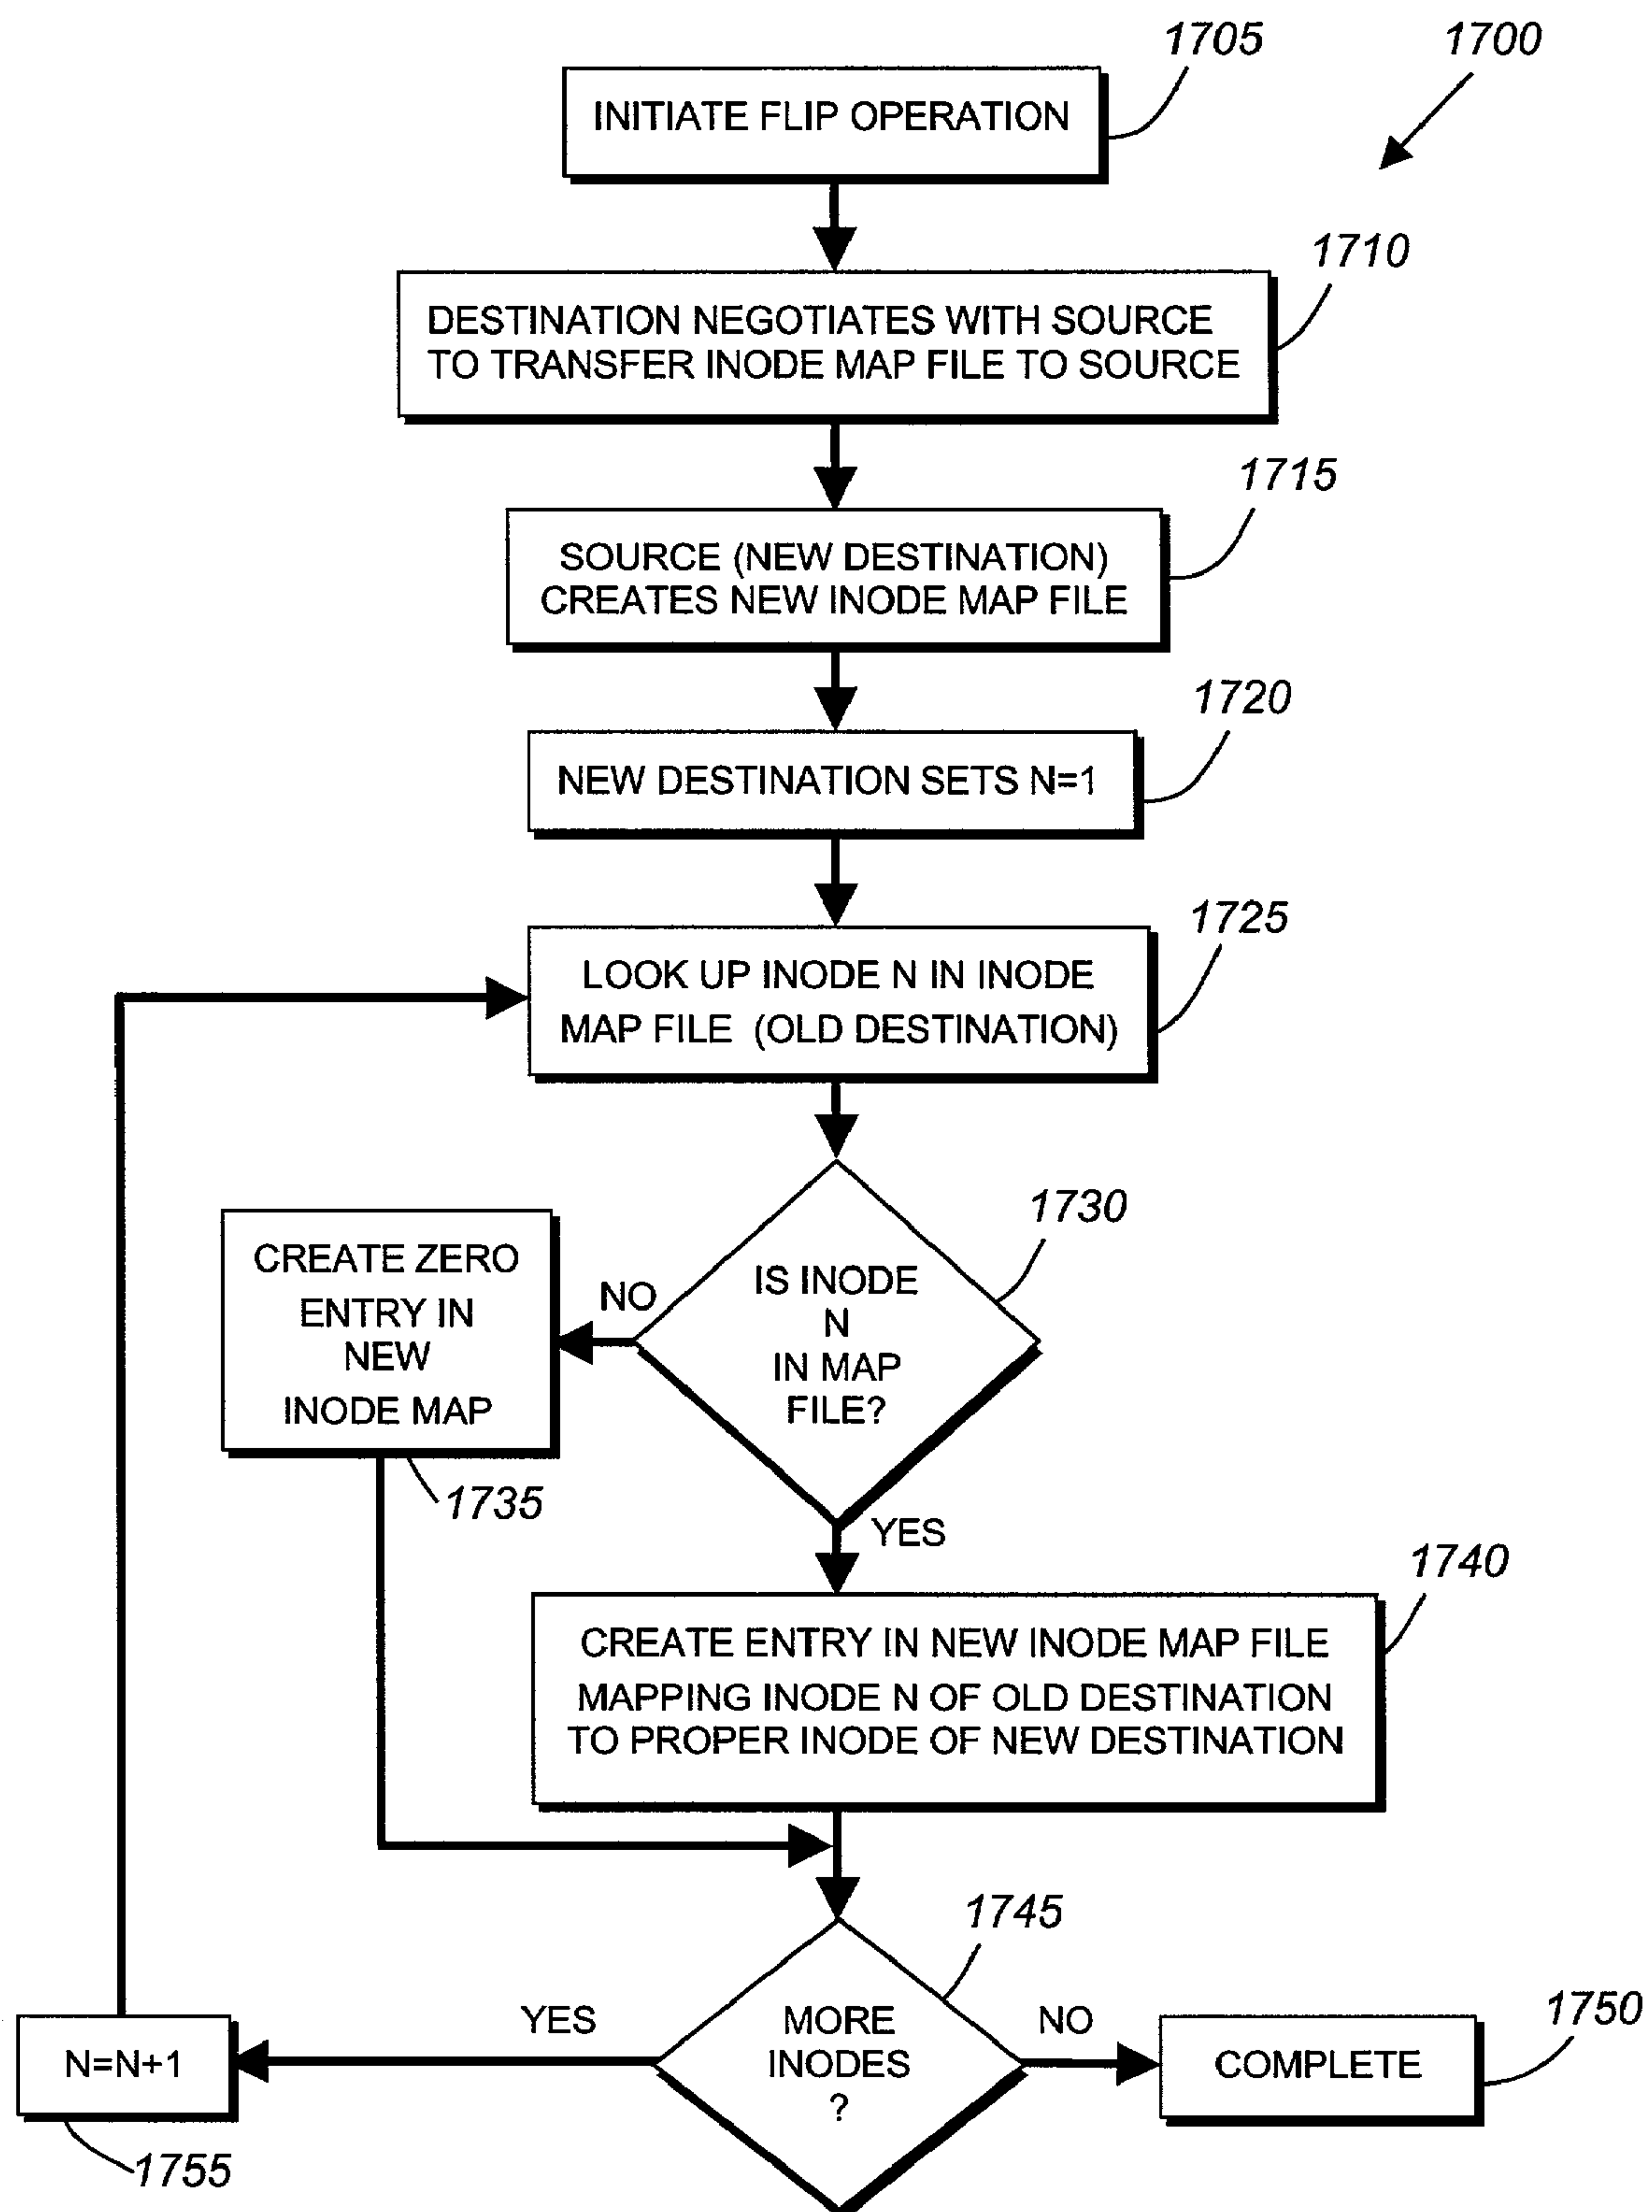 1705
1700
INITIATE FLIP OPERATION
1710
DESTINATION NEGOTIATES WITH SOURCE
TO TRANSFER INODE MAP FILE TO SOURCE
1715
SOURCE (NEW DESTINATION)
CREATES NEW INODE MAP FILE
1720
NEW DESTINATION SETS N=1
1725
LOOK UP INODE N IN INODE
MAP FILE (OLD DESTINATION)
1730
IS INODE
N
IN MAP
FILE?
NO
CREATE ZERO
ENTRY IN
NEW
INODE MAP
1735
YES
1740
CREATE ENTRY IN NEW INODE MAP FILE
MAPPING INODE N OF OLD DESTINATION
TO PROPER INODE OF NEW DESTINATION
1745
MORE
INODES
?
YES
NO
1750
COMPLETE
N=N+1
1755